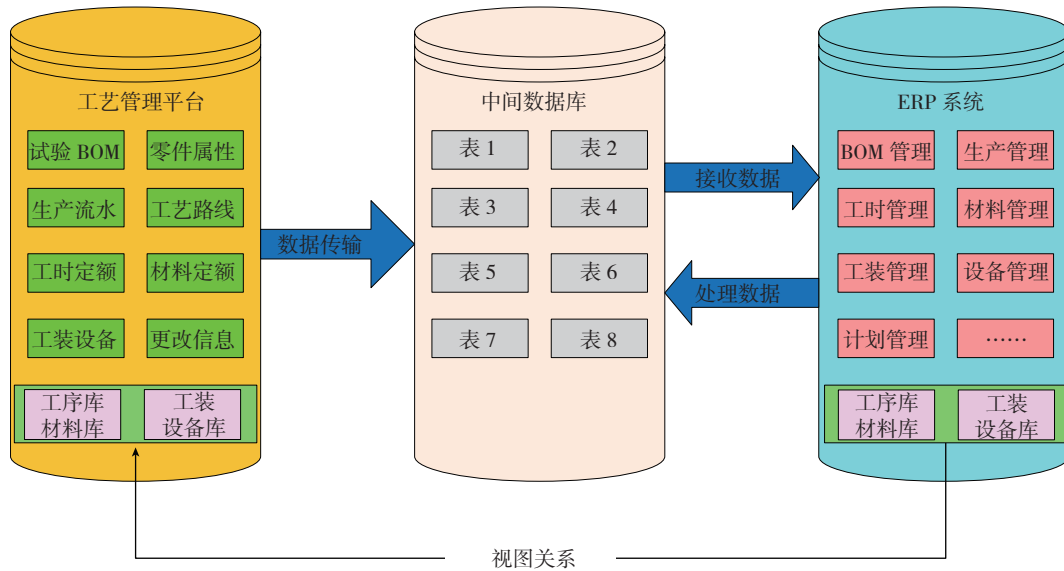 工艺管理平台
试验 BOM
零件属性
生产流水
工艺路线
工时定额
材料定额
工装设备
更改信息
工序库
材料库
工装
设备库
数据传输
中间数据库
表 1
表 2
表 3
表 4
表 5
表 6
表 7
表 8
接收数据
处理数据
ERP 系统
BOM 管理
生产管理
工时管理
材料管理
工装管理
设备管理
计划管理
……
工序库
材料库
工装
设备库
视图关系